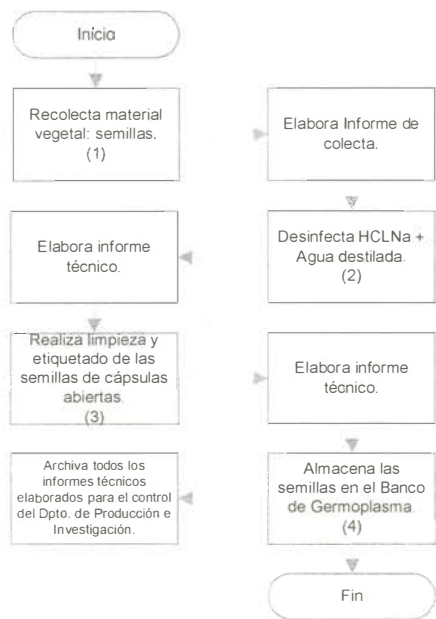 Inicia
Recolecta material
vegetal: semillas.
(1)
Elabora Informe de
colecta.
Desinfecta HCLNa +
Agua destilada.
(2)
Elabora informe
técnico.
Realiza limpieza y
etiquetado de las
semillas de cápsulas
abiertas.
(3)
Elabora informe
técnico.
Almacena las
semillas en el Banco
de Germoplasma.
(4)
Archiva todos los
informes técnicos
elaborados para el control
del Dpto. de Producción e
Investigación.
Fin